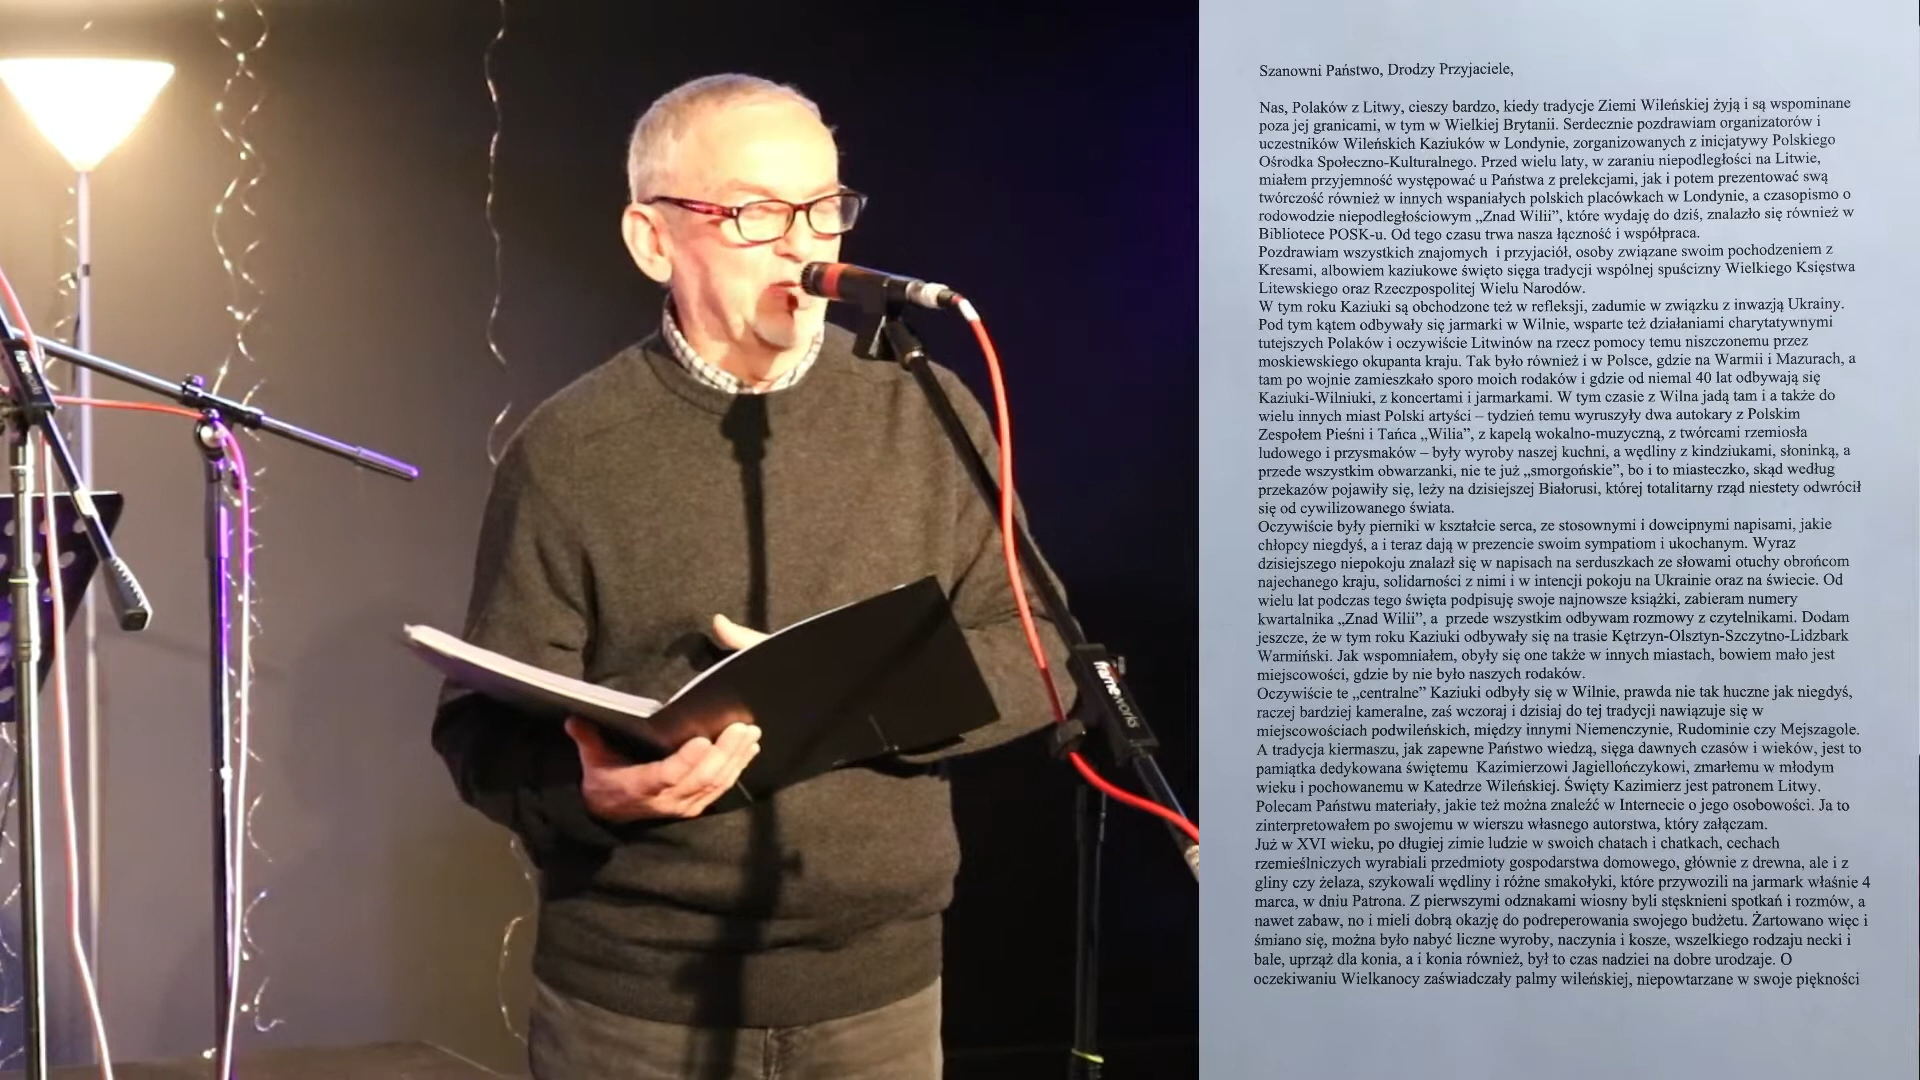 Szanowni Państwo, Drodzy Przyjaciele,
Nas, Polaków z Litwy, cieszy bardzo, kiedy tradycje Ziemi Wileńskiej żyją i są wspominane
poza jej granicami, w tym w Wielkiej Brytanii. Serdecznie pozdrawiam organizatorów i
uczestników Wileńskich Kaziuków w Londynie, zorganizowanych z inicjatywy Polskiego
Ośrodka Społeczno-Kulturalnego. Przed wielu laty, w zaraniu niepodległości na Litwie,
miałem przyjemność występować u Państwa z prelekcjami, jak i potem prezentować swą
twórczość również w innych wspaniałych polskich placówkach w Londynie, a czasopismo o
rodowodzie niepodległościowym „Znad Wilii”, które wydaję do dziś, znalazło się również w
Bibliotece POSK-u. Od tego czasu trwa nasza łączność i współpraca.
Pozdrawiam wszystkich znajomych i przyjaciół, osoby związane swoim pochodzeniem z
Kresami, albowiem kaziukowe święto sięga tradycji wspólnej spuścizny Wielkiego Księstwa
Litewskiego oraz Rzeczpospolitej Wielu Narodów.
W tym roku Kaziuki są obchodzone też w refleksji, zadumie w związku z inwazją Ukrainy.
Pod tym kątem odbywały się jarmarki w Wilnie, wsparte też działaniami charytatywnymi
tutejszych Polaków i oczywiście Litwinów na rzecz pomocy temu niszczonemu przez
moskiewskiego okupanta kraju. Tak było również i w Polsce, gdzie na Warmii i Mazurach, a
tam po wojnie zamieszkało sporo moich rodaków i gdzie od niemal 40 lat odbywają się
Kaziuki-Wilniuki, z koncertami i jarmarkami. W tym czasie z Wilna jadą tam i a także do
wielu innych miast Polski artyści – tydzień temu wyruszyły dwa autokary z Polskim
Zespołem Pieśni i Tańca „Wilia”, z kapelą wokalno-muzyczną, z twórcami rzemiosła
ludowego i przysmaków – były wyroby naszej kuchni, a wędliny z kindziukami, słoninką, a
przede wszystkim obwarzanki, nie te już „smorgońskie”, bo i to miasteczko, skąd według
przekazów pojawiły się, leży na dzisiejszej Białorusi, której totalitarny rząd niestety odwrócił
się od cywilizowanego świata.
Oczywiście były pierniki w kształcie serca, ze stosownymi i dowcipnymi napisami, jakie
chłopcy niegdyś, a i teraz dają w prezencie swoim sympatiom i ukochanym. Wyraz
dzisiejszego niepokoju znalazł się w napisach na serduszkach ze słowami otuchy obrońcom
najechanego kraju, solidarności z nimi i w intencji pokoju na Ukrainie oraz na świecie. Od
wielu lat podczas tego święta podpisuję swoje najnowsze książki, zabieram numery
kwartalnika „Znad Wilii”, a przede wszystkim odbywam rozmowy z czytelnikami. Dodam
jeszcze, że w tym roku Kaziuki odbywały się na trasie Kętrzyn-Olsztyn-Szczytno-Lidzbark
Warmiński. Jak wspomniałem, obyły się one także w innych miastach, bowiem mało jest
miejscowości, gdzie by nie było naszych rodaków.
Oczywiście te „centralne” Kaziuki odbyły się w Wilnie, prawda nie tak huczne jak niegdyś,
raczej bardziej kameralne, zaś wczoraj i dzisiaj do tej tradycji nawiązuje się w
miejscowościach podwileńskich, między innymi Niemenczynie, Rudominie czy Mejszagole.
A tradycja kiermaszu, jak zapewne Państwo wiedzą, sięga dawnych czasów i wieków, jest to
pamiątka dedykowana świętemu Kazimierzowi Jagiellończykowi, zmarłemu w młodym
wieku i pochowanemu w Katedrze Wileńskiej. Święty Kazimierz jest patronem Litwy.
Polecam Państwu materiały, jakie też można znaleźć w Internecie o jego osobowości. Ja to
zinterpretowałem po swojemu w wierszu własnego autorstwa, który załączam.
Już w XVI wieku, po długiej zimie ludzie w swoich chatach i chatkach, cechach
rzemieślniczych wyrabiali przedmioty gospodarstwa domowego, głównie z drewna, ale i z
gliny czy żelaza, szykowali wędliny i różne smakołyki, które przywozili na jarmark właśnie 4
marca, w dniu Patrona. Z pierwszymi odznakami wiosny byli stęsknieni spotkań i rozmów, a
nawet zabaw, no i mieli dobrą okazję do podreperowania swojego budżetu. Żartowano więc i
śmiano się, można było nabyć liczne wyroby, naczynia i kosze, wszelkiego rodzaju necki i
bale, uprząż dla konia, a i konia również, był to czas nadziei na dobre urodzaje. O
oczekiwaniu Wielkanocy zaświadczały palmy wileńskiej, niepowtarzane w swoje piękności
frameworks